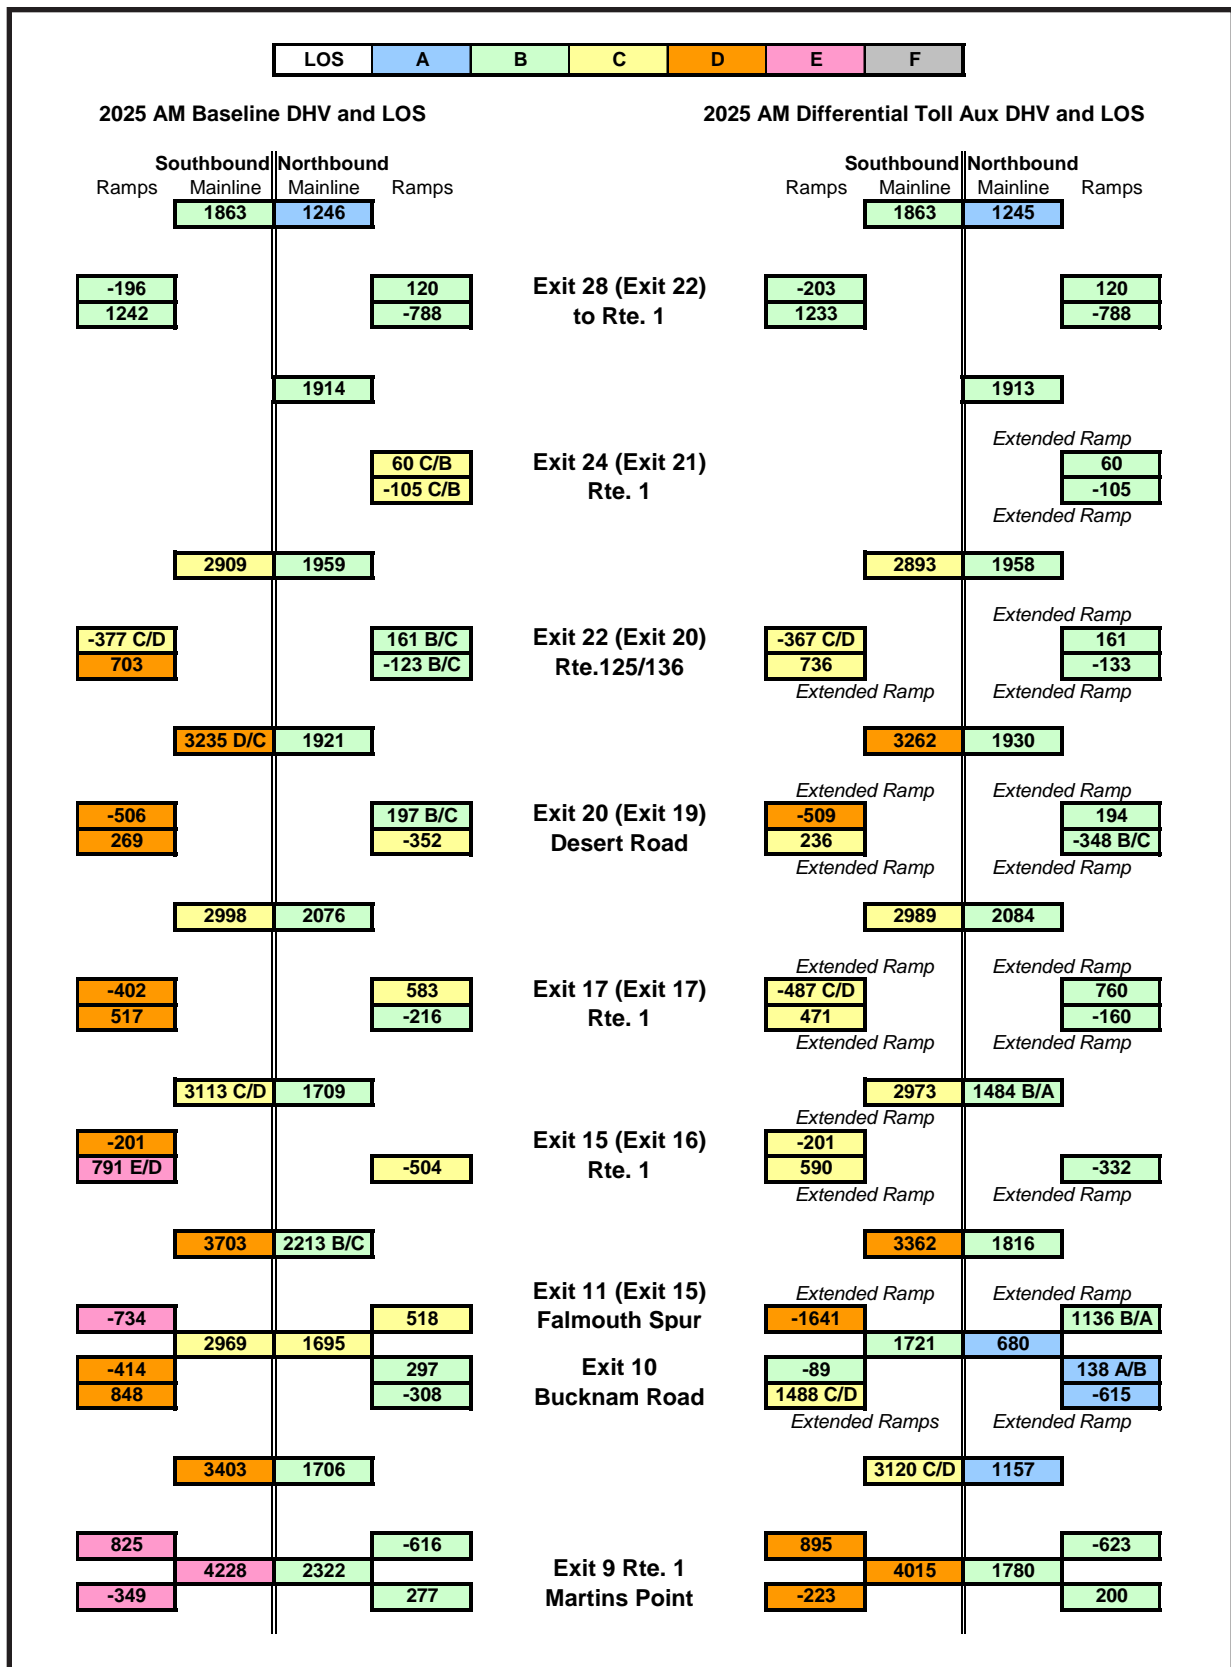 LOS A B C D E F
2025 AM Baseline DHV and LOS 2025 AM Differential Toll Aux DHV and LOS
Southbound Northbound Southbound Northbound
Ramps Mainline Mainline Ramps Ramps Mainline Mainline Ramps
1863 1246 1863 1245
-196 120 Exit 28 (Exit 22) -203 120
1242 -788 to Rte. 1 1233 -788
1914 1913
Extended Ramp
60 C/B Exit 24 (Exit 21) 60
-105 C/B Rte. 1 -105
Extended Ramp
2909 1959 2893 1958
Extended Ramp
-377 C/D 161 B/C Exit 22 (Exit 20) -367 C/D 161
703 -123 B/C Rte.125/136 736 -133
Extended Ramp Extended Ramp
3235 D/C 1921 3262 1930
Extended Ramp Extended Ramp
-506 197 B/C Exit 20 (Exit 19) -509 194
269 -352 Desert Road 236 -348 B/C
Extended Ramp Extended Ramp
2998 2076 2989 2084
Extended Ramp Extended Ramp
-402 583 Exit 17 (Exit 17) -487 C/D 760
517 -216 Rte. 1 471 -160
Extended Ramp Extended Ramp
3113 C/D 1709 2973 1484 B/A
Extended Ramp
-201 Exit 15 (Exit 16) -201
791 E/D -504 Rte. 1 590 -332
Extended Ramp Extended Ramp
3703 2213 B/C 3362 1816
Exit 11 (Exit 15) Extended Ramp Extended Ramp
-734 518 Falmouth Spur -1641 1136 B/A
2969 1695 1721 680
-414 297 Exit 10 -89 138 A/B
848 -308 Bucknam Road 1488 C/D -615
Extended Ramps Extended Ramp
3403 1706 3120 C/D 1157
825 -616 895 -623
4228 2322 Exit 9 Rte. 1 4015 1780
-349 277 Martins Point -223 200